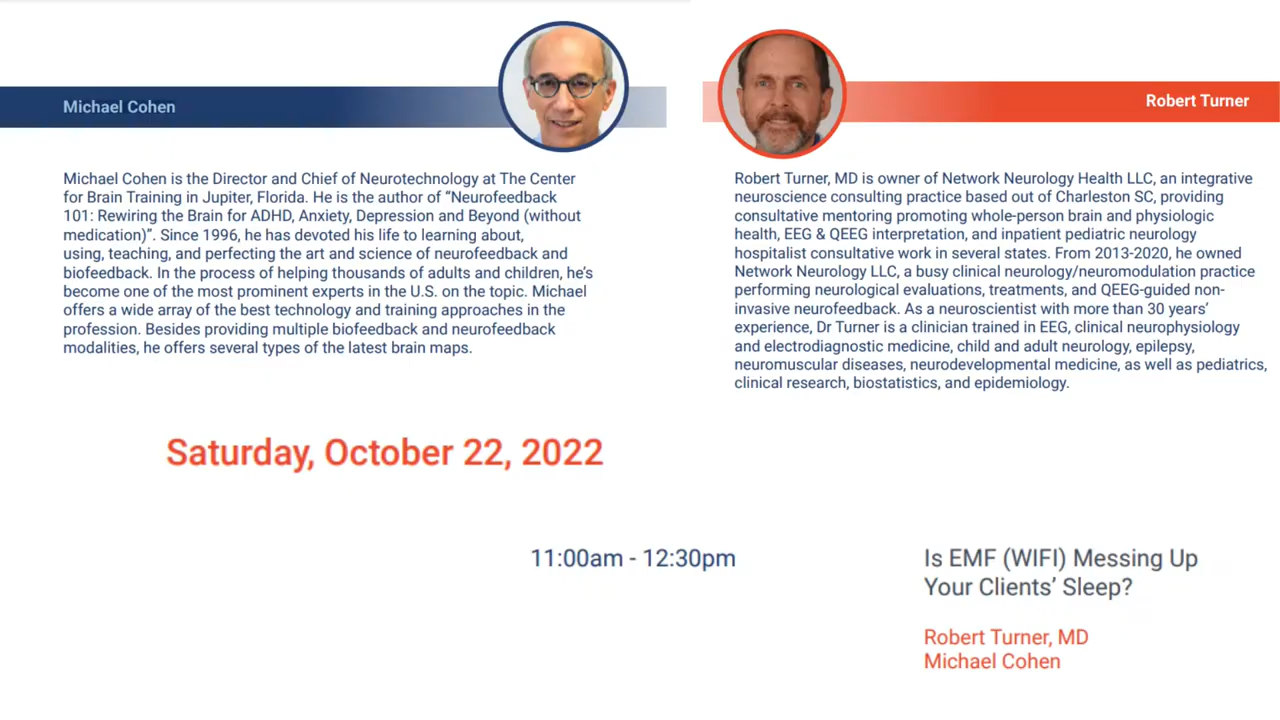 Michael Cohen
Michael Cohen is the Director and Chief of Neurotechnology at The Center
for Brain Training in Jupiter, Florida. He is the author of “Neurofeedback
101: Rewiring the Brain for ADHD, Anxiety, Depression and Beyond (without
medication)”. Since 1996, he has devoted his life to learning about,
using, teaching, and perfecting the art and science of neurofeedback and
biofeedback. In the process of helping thousands of adults and children, he’s
become one of the most prominent experts in the U.S. on the topic. Michael
offers a wide array of the best technology and training approaches in the
profession. Besides providing multiple biofeedback and neurofeedback
modalities, he offers several types of the latest brain maps.
Robert Turner
Robert Turner, MD is owner of Network Neurology Health LLC, an integrative
neuroscience consulting practice based out of Charleston SC, providing
consultative mentoring promoting whole-person brain and physiologic
health, EEG & QEEG interpretation, and inpatient pediatric neurology
hospitalist consultative work in several states. From 2013-2020, he owned
Network Neurology LLC, a busy clinical neurology/neuromodulation practice
performing neurological evaluations, treatments, and QEEG-guided non-
invasive neurofeedback. As a neuroscientist with more than 30 years’
experience, Dr Turner is a clinician trained in EEG, clinical neurophysiology
and electrodiagnostic medicine, child and adult neurology, epilepsy,
neuromuscular diseases, neurodevelopmental medicine, as well as pediatrics,
clinical research, biostatistics, and epidemiology.
Saturday, October 22, 2022
11:00am - 12:30pm
Is EMF (WIFI) Messing Up
Your Clients’ Sleep?
Robert Turner, MD
Michael Cohen